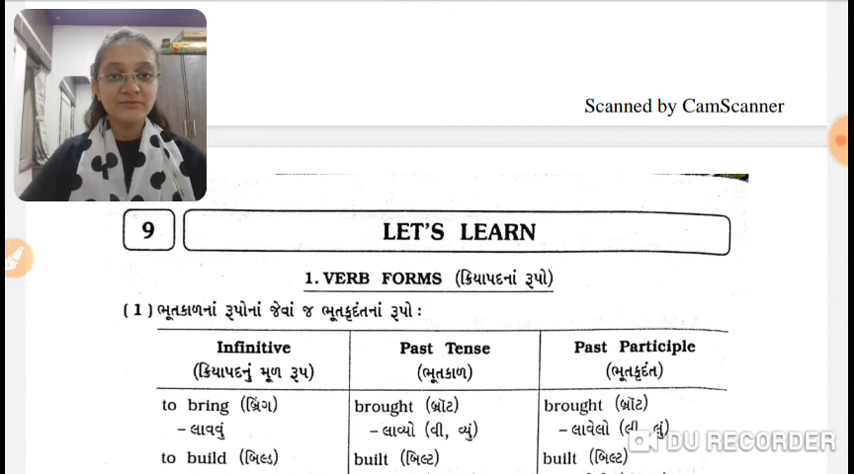 Scanned by CamScanner
9
LET'S LEARN
1. VERB FORMS (ક્રિયાપદનાં રૂપો)
(1) ભૂતકાળનાં રૂપોનાં જેવાં જ ભૂતકૃદંતનાં રૂપો :
Infinitive Past Tense Past Participle
(ક્રિયાપદનું મૂળ રૂપ) (ભૂતકાળ) (ભૂતકૃદંત)
to bring (બ્રિંગ) brought (બ્રૉટ) brought (બ્રૉટ)
– લાવવું – લાવ્યો (વી, વ્યું) – લાવેલો (લી, લું)
DU RECORDER
to build (બિલ્ડ) built (બિલ્ટ) built (બિલ્ટ)